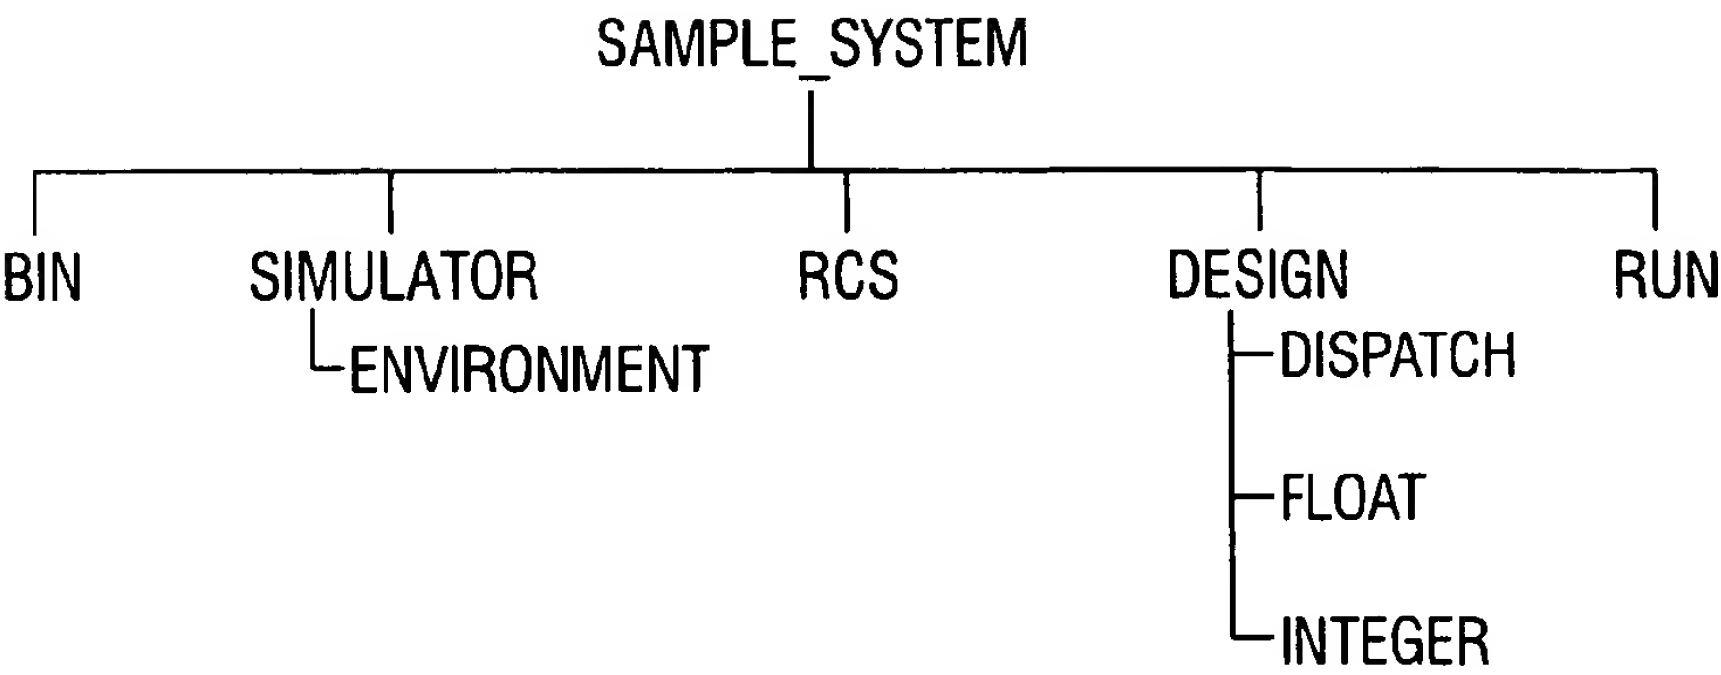 SAMPLE_SYSTEM
BIN
SIMULATOR
RCS
DESIGN
RUN
ENVIRONMENT
DISPATCH
FLOAT
INTEGER